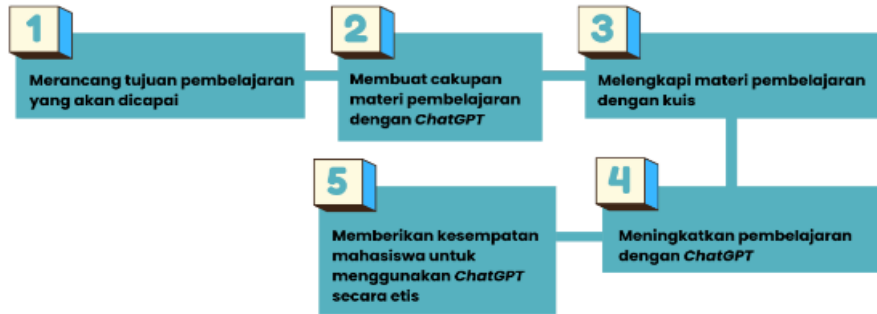 1
Merancang tujuan pembelajaran
yang akan dicapai
2
Membuat cakupan
materi pembelajaran
dengan ChatGPT
3
Melengkapi materi pembelajaran
dengan kuis
4
Meningkatkan pembelajaran
dengan ChatGPT
5
Memberikan kesempatan
mahasiswa untuk
menggunakan ChatGPT
secara etis